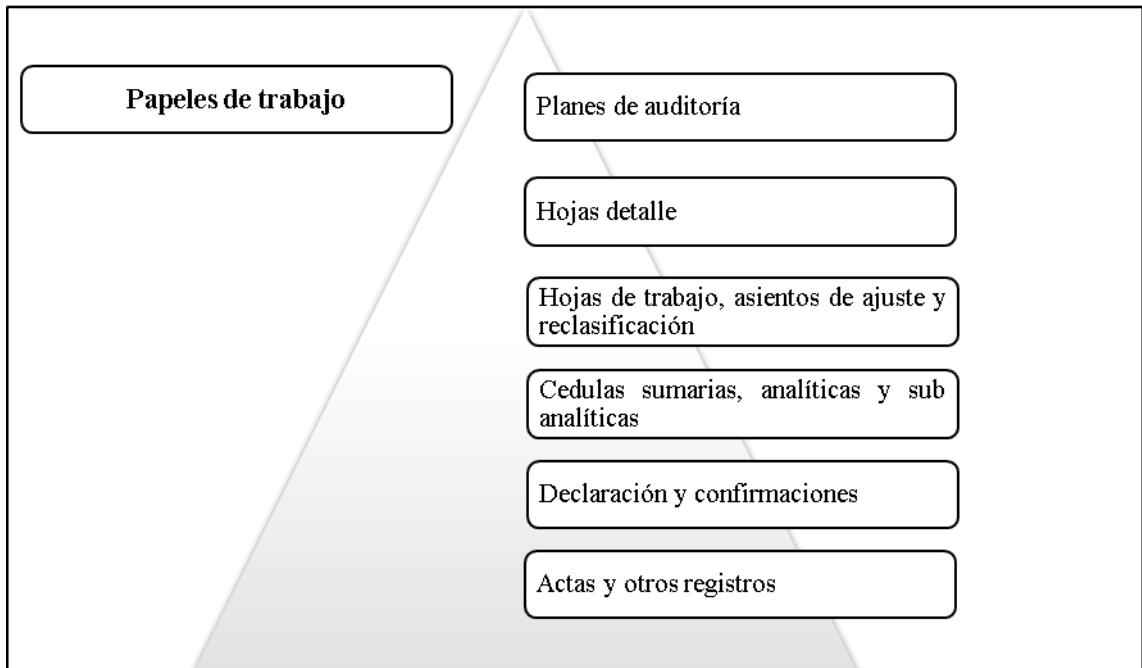 Papeles de trabajo
Planes de auditoría
Hojas detalle
Hojas de trabajo, asientos de ajuste y
reclasificación
Cedulas sumarias, analíticas y sub
analíticas
Declaración y confirmaciones
Actas y otros registros